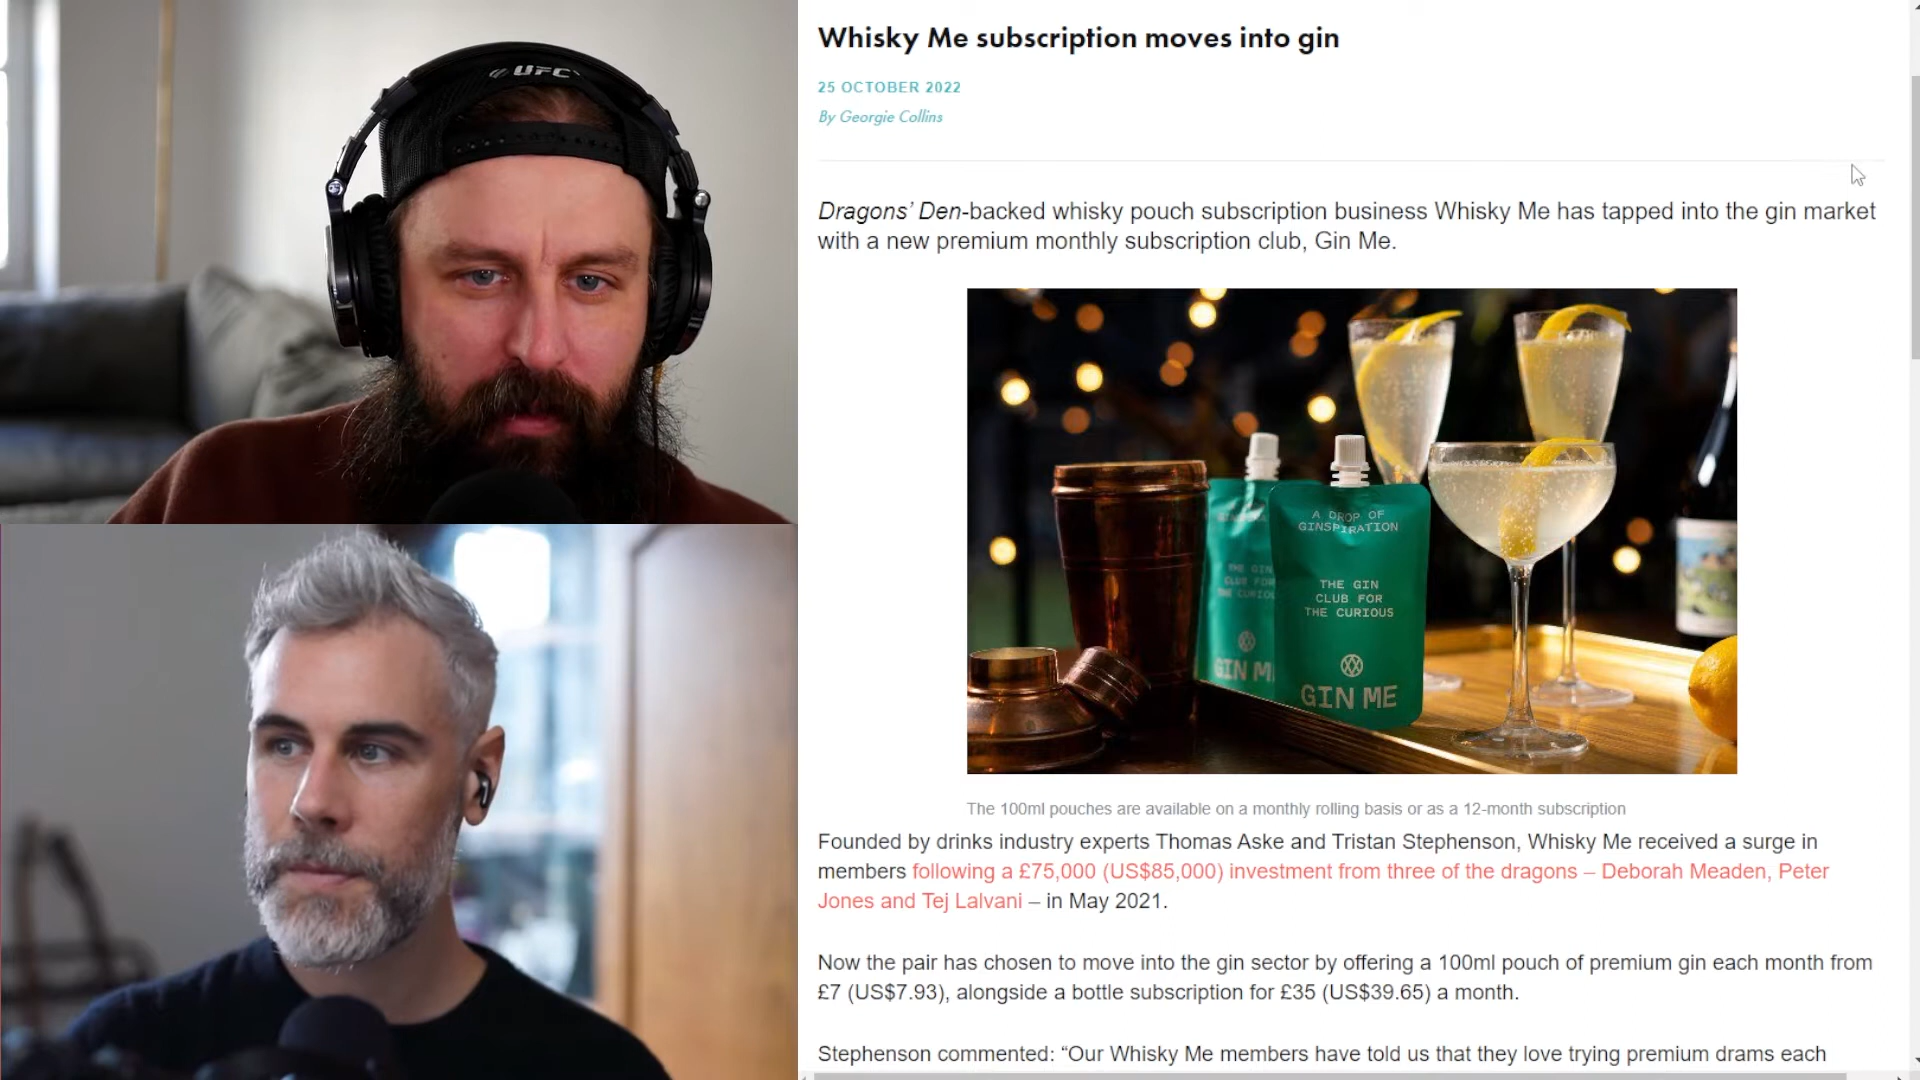 UFC
Whisky Me subscription moves into gin
25 OCTOBER 2022
By Georgie Collins
Dragons' Den-backed whisky pouch subscription business Whisky Me has tapped into the gin market
with a new premium monthly subscription club, Gin Me.
A DROP OF
GINSPIRATION
THE GIN
CLUB FOR
THE CURIOUS
GIN ME
THE GIN
CLUB FOR
GIN M
The 100ml pouches are available on a monthly rolling basis or as a 12-month subscription
Founded by drinks industry experts Thomas Aske and Tristan Stephenson, Whisky Me received a surge in
members following a £75,000 (US$85,000) investment from three of the dragons – Deborah Meaden, Peter
Jones and Tej Lalvani – in May 2021.
Now the pair has chosen to move into the gin sector by offering a 100ml pouch of premium gin each month from
£7 (US$7.93), alongside a bottle subscription for £35 (US$39.65) a month.
Stephenson commented: “Our Whisky Me members have told us that they love trying premium drams each